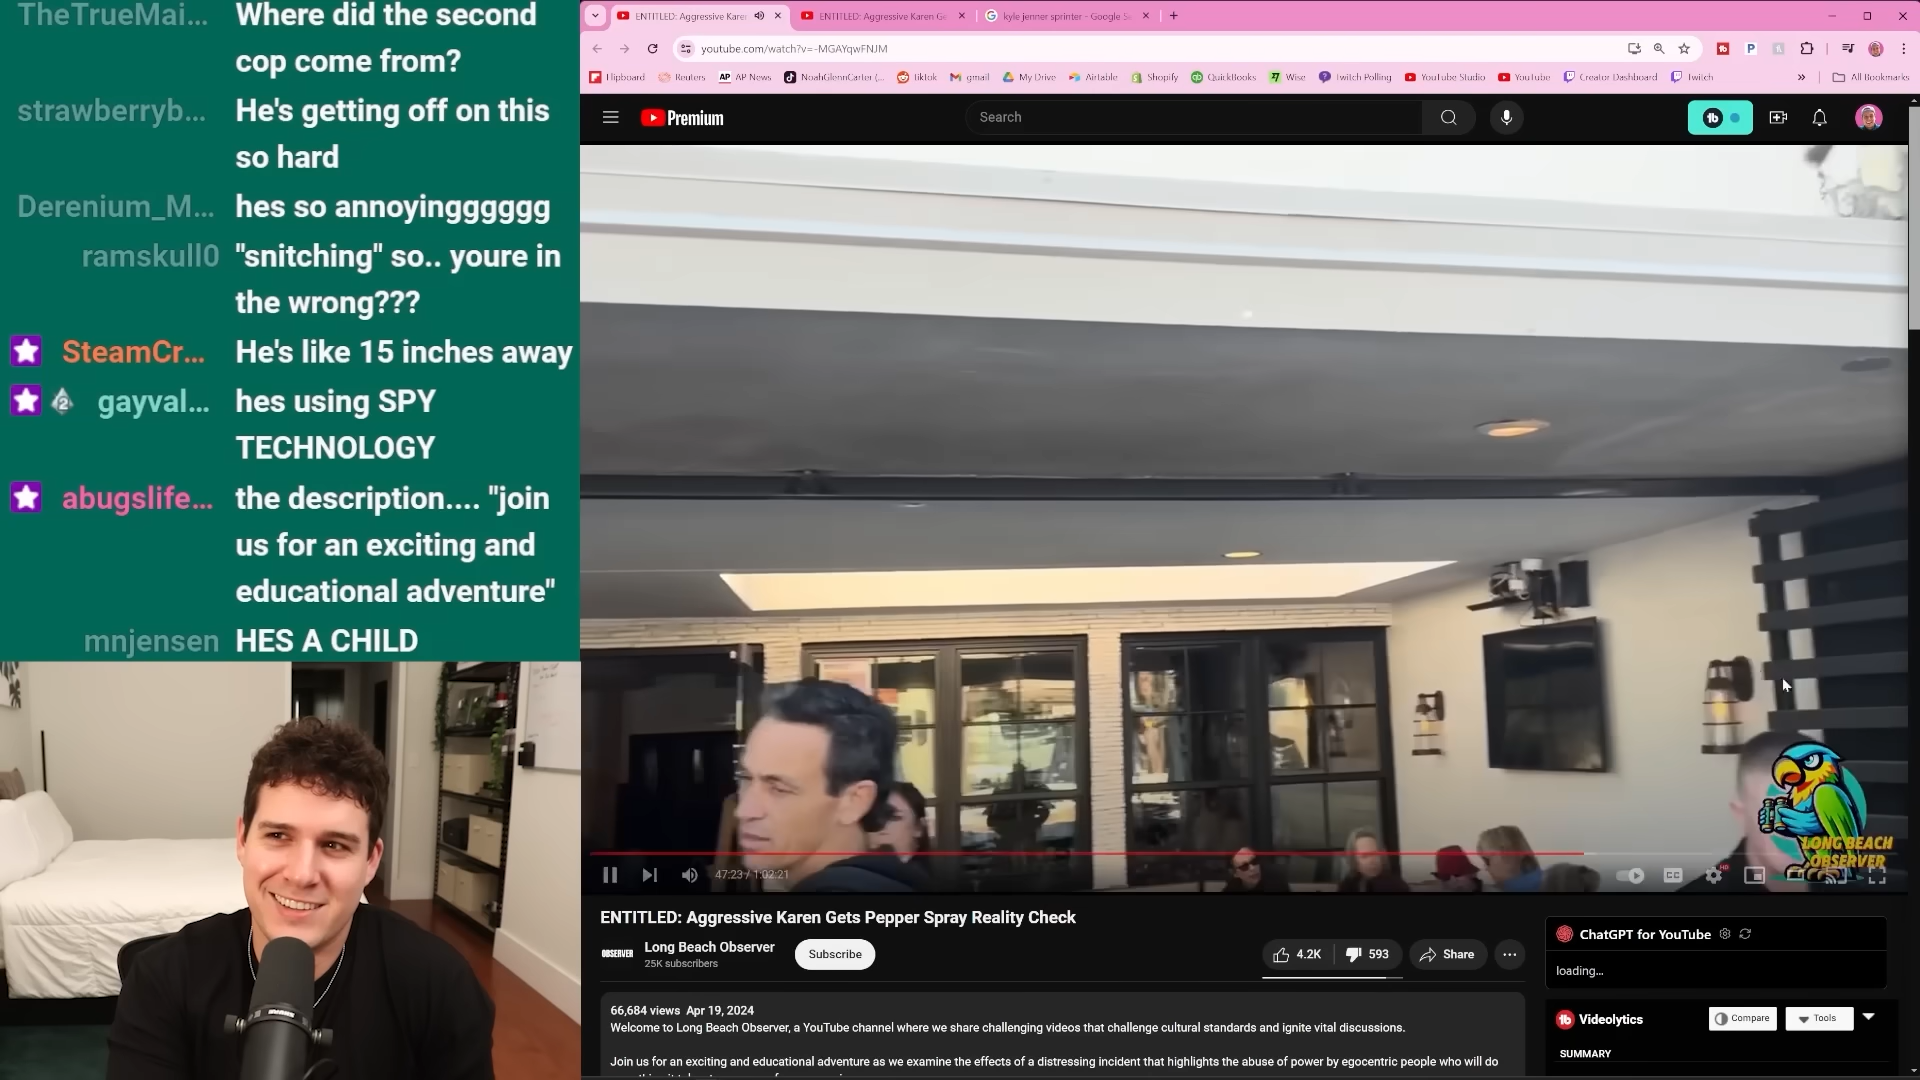 TheTrueMai... Where did the second
cop come from?
strawberryb... He's getting off on this
so hard
Derenium_M... hes so annoyingggggg
ramskull0 "snitching" so.. youre in
the wrong???
SteamCr... He's like 15 inches away
2 gayval... hes using SPY
TECHNOLOGY
abugslife... the description.... "join
us for an exciting and
educational adventure"
mnjensen HES A CHILD
ENTITLED: Aggressive Karen
ENTITLED: Aggressive Karen Ge
kyle jenner sprinter - Google Se
youtube.com/watch?v=-MGAYqwFNJM
Flipboard Reuters AP News NoahGlennCarter (... tiktok gmail My Drive Airtable Shopify QuickBooks Wise Twitch Polling YouTube Studio YouTube Creator Dashboard Twitch » All Bookmarks
Premium
Search
LONG BEACH
OBSERVER
47:23 / 1:02:21
ENTITLED: Aggressive Karen Gets Pepper Spray Reality Check
OBSERVER
Long Beach Observer
25K subscribers
Subscribe
4.2K
593
Share
66,684 views Apr 19, 2024
Welcome to Long Beach Observer, a YouTube channel where we share challenging videos that challenge cultural standards and ignite vital discussions.
Join us for an exciting and educational adventure as we examine the effects of a distressing incident that highlights the abuse of power by egocentric people who will do
ChatGPT for YouTube
loading...
Videolytics
Compare
Tools
SUMMARY